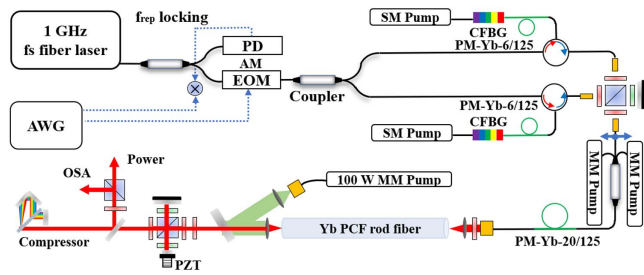 1 GHz
fs fiber laser
f_rep locking
PD
AM
EOM
Coupler
AWG
SM Pump
CFBG
PM-Yb-6/125
PM-Yb-6/125
SM Pump
CFBG
MM Pump
MM Pump
PM-Yb-20/125
Power
OSA
Compressor
PZT
100 W MM Pump
Yb PCF rod fiber